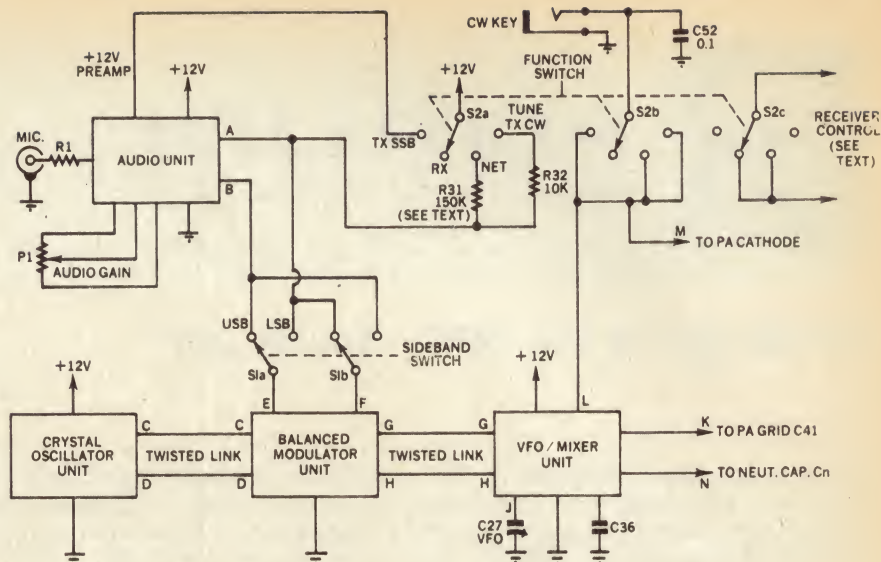 CW KEY
C52
0.1
FUNCTION
SWITCH
+12V
PREAMP
+12V
+12V
S2a
TUNE
TX CW
S2b
S2c
TX SSB
RX
NET
RECEIVER
CONTROL
(SEE
TEXT)
MIC.
R1
AUDIO UNIT
A
B
R31
150K
(SEE TEXT)
R32
10K
M
TO PA CATHODE
P1
AUDIO GAIN
USB
LSB
SIDEBAND
SWITCH
S1a
S1b
+12V
E
F
+12V
L
CRYSTAL
OSCILLATOR
UNIT
C
C
TWISTED LINK
D
D
BALANCED
MODULATOR
UNIT
G
G
TWISTED LINK
H
H
VFO/MIXER
UNIT
K
TO PA GRID C41
N
TO NEUT. CAP. Cn
J
C27
VFO
C36